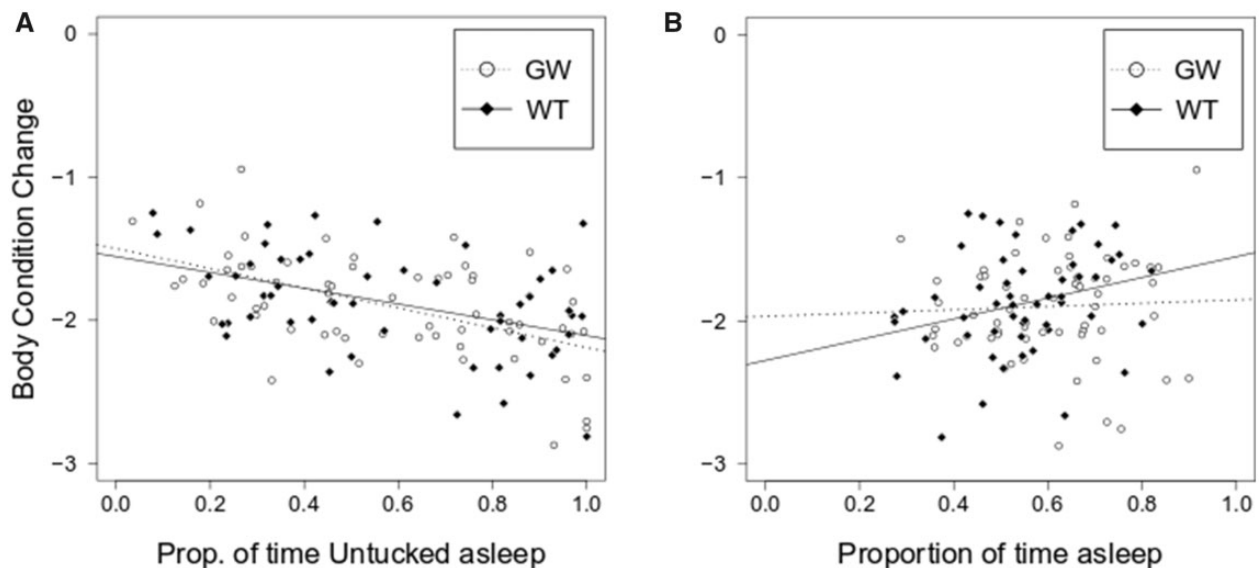 A
B
GW
WT
GW
WT
Body Condition Change
0
−1
−2
−3
0
−1
−2
−3
0.0 0.2 0.4 0.6 0.8 1.0
0.0 0.2 0.4 0.6 0.8 1.0
Prop. of time Untucked asleep
Proportion of time asleep